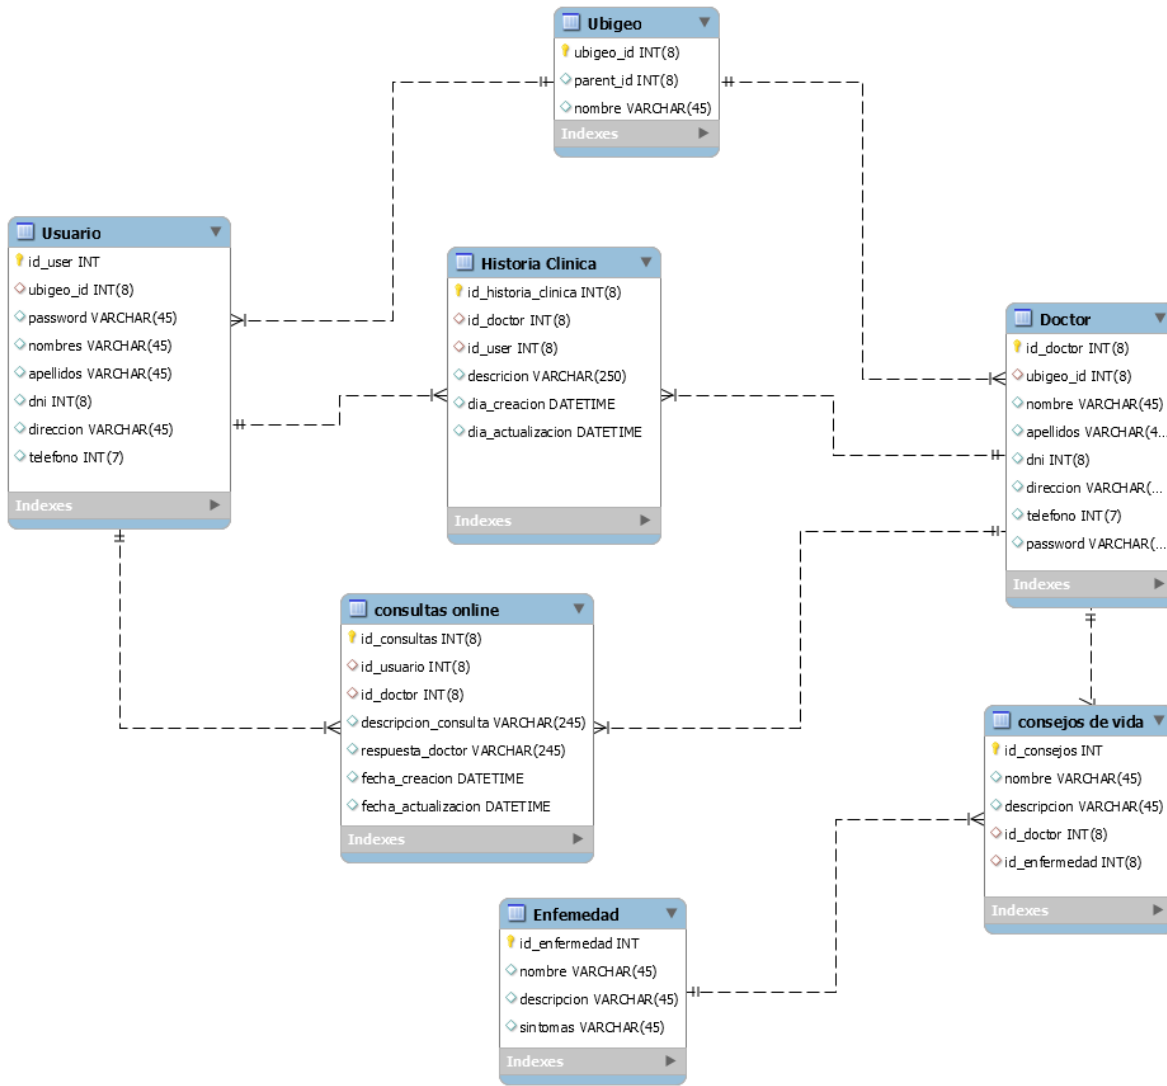 Ubigeo
ubigeo_id INT(8)
parent_id INT(8)
nombre VARCHAR(45)
Indexes
Usuario
id_user INT
ubigeo_id INT(8)
password VARCHAR(45)
nombres VARCHAR(45)
apellidos VARCHAR(45)
dni INT(8)
direccion VARCHAR(45)
telefono INT(7)
Indexes
Historia Clinica
id_historia_clinica INT(8)
id_doctor INT(8)
id_user INT(8)
descricion VARCHAR(250)
dia_creacion DATETIME
dia_actualizacion DATETIME
Indexes
Doctor
id_doctor INT(8)
ubigeo_id INT(8)
nombre VARCHAR(45)
apellidos VARCHAR(4...
dni INT(8)
direccion VARCHAR(...
telefono INT(7)
password VARCHAR(...
Indexes
consultas online
id_consultas INT(8)
id_usuario INT(8)
id_doctor INT(8)
descripcion_consulta VARCHAR(245)
respuesta_doctor VARCHAR(245)
fecha_creacion DATETIME
fecha_actualizacion DATETIME
Indexes
consejos de vida
id_consejos INT
nombre VARCHAR(45)
descripcion VARCHAR(45)
id_doctor INT(8)
id_enfermedad INT(8)
Indexes
Enfemedad
id_enfermedad INT
nombre VARCHAR(45)
descripcion VARCHAR(45)
sintomas VARCHAR(45)
Indexes